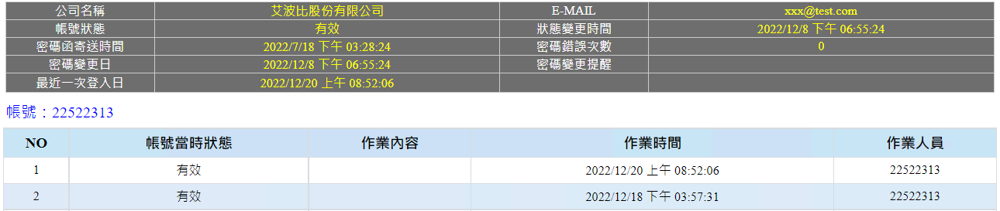 公司名稱 艾波比股份有限公司 E-MAIL xxx@test.com
帳號狀態 有效 狀態變更時間 2022/12/8 下午 06:55:24
密碼函寄送時間 2022/7/18 下午 03:28:24 密碼錯誤次數 0
密碼變更日 2022/12/8 下午 06:55:24 密碼變更提醒
最近一次登入日 2022/12/20 上午 08:52:06
帳號：22522313
NO 帳號當時狀態 作業內容 作業時間 作業人員
1 有效 2022/12/20 上午 08:52:06 22522313
2 有效 2022/12/18 下午 03:57:31 22522313